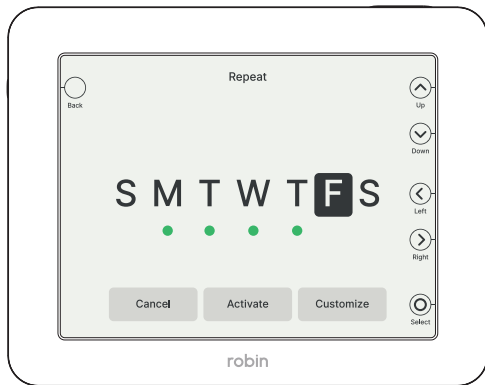 Repeat
Back
Up
Down
S M T W T F S
Left
Right
Cancel Activate Customize
Select
robin